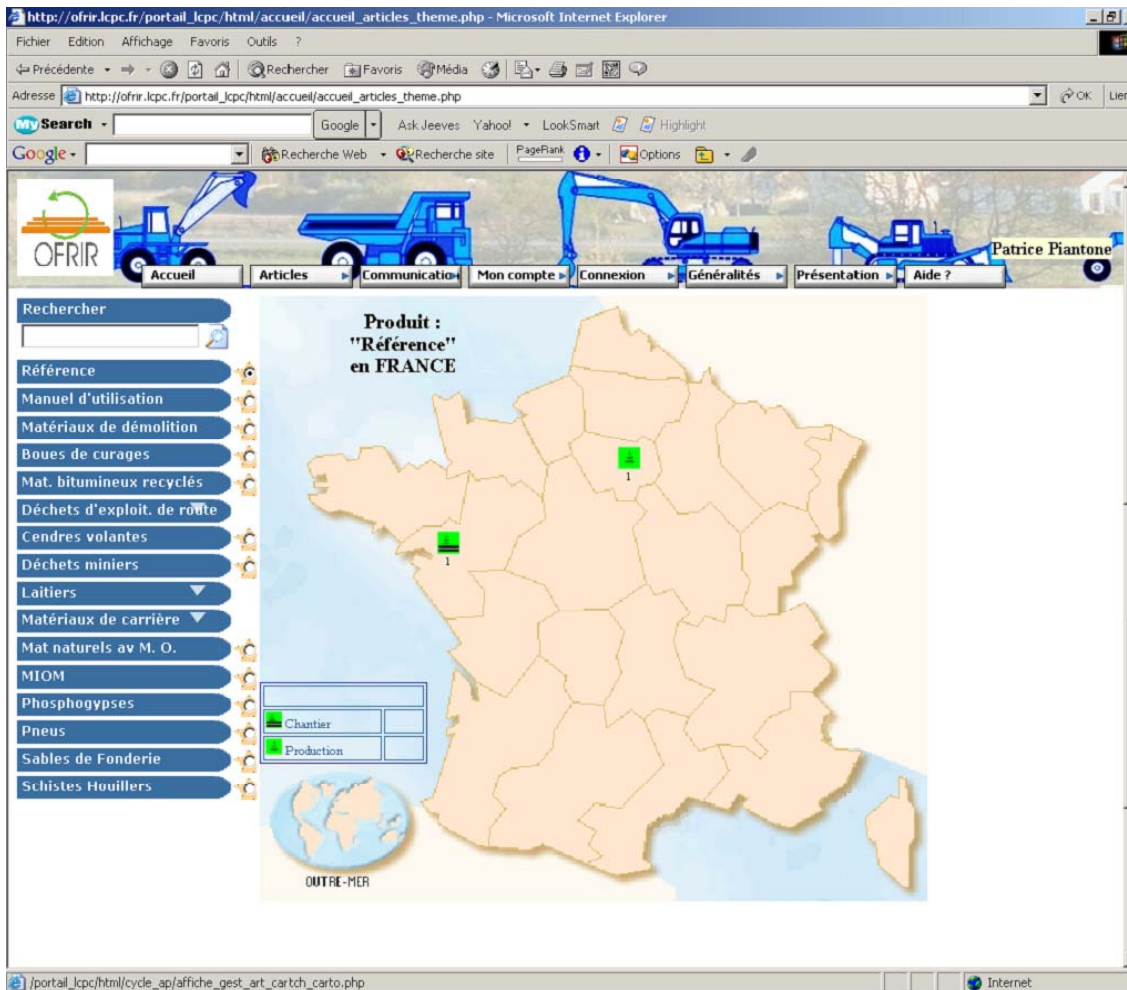 http://ofrir.lcpc.fr/portail_lcpc/html/accueil/accueil_articles_theme.php - Microsoft Internet Explorer
Fichier Edition Affichage Favoris Outils ?
Précédente Rechercher Favoris Média
Adresse http://ofrir.lcpc.fr/portail_lcpc/html/accueil/accueil_articles_theme.php OK Lien
My Search Google Ask Jeeves Yahoo! LookSmart Highlight
Google Recherche Web Recherche site PageRank Options
OFRIR
Patrice Piantone
Accueil Articles Communication Mon compte Connexion Généralités Présentation Aide ?
Rechercher
Référence
Manuel d'utilisation
Matériaux de démolition
Boues de curages
Mat. bitumineux recyclés
Déchets d'exploit. de route
Cendres volantes
Déchets miniers
Laitiers
Matériaux de carrière
Mat naturels av M. O.
MIOM
Phosphogypses
Pneus
Sables de Fonderie
Schistes Houillers
Produit :
"Référence"
en FRANCE
1
1
Chantier
Production
OUTRE-MER
/portail_lcpc/html/cycle_ap/affiche_gest_art_cartch_carto.php Internet